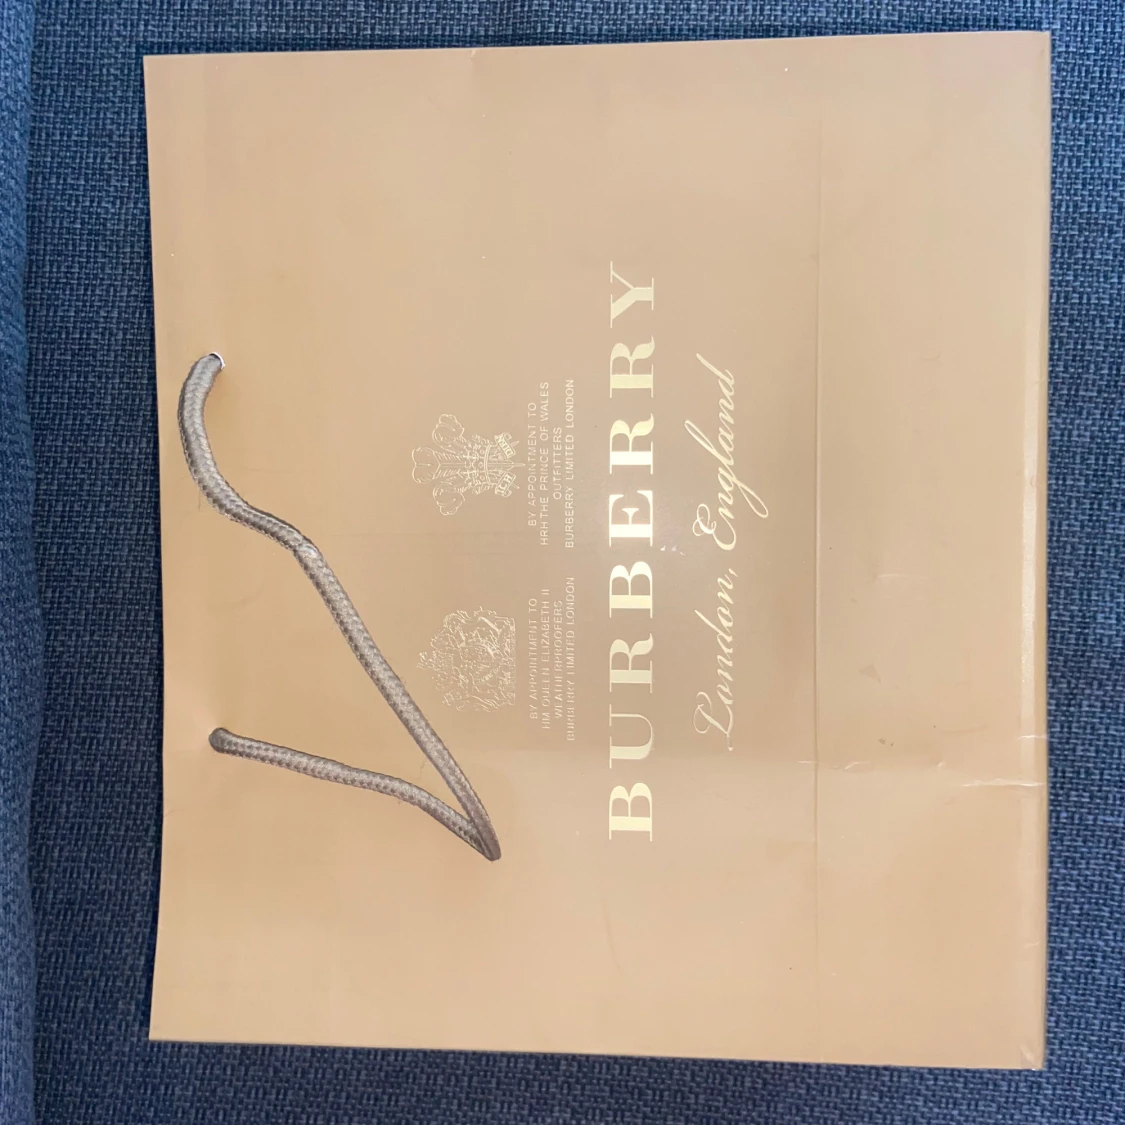 BY APPOINTMENT TO
HM QUEEN ELIZABETH II
WEATHERPROOFERS
BURBERRY LIMITED LONDON
BY APPOINTMENT TO
HRH THE PRINCE OF WALES
OUTFITTERS
BURBERRY LIMITED LONDON
BURBERRY
London, England